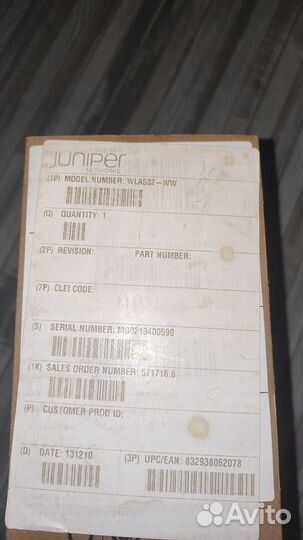 JUNIPER
NETWORKS
(1P) MODEL NUMBER: WLA532-WW
(Q) QUANTITY: 1
(2P) REVISION: PART NUMBER:
(7P) CLEI CODE:
(S) SERIAL NUMBER: MG0213400590
(1K) SALES ORDER NUMBER: 571716.6
(P) CUSTOMER PROD ID:
(D) DATE: 131210 (3P) UPC/EAN: 832938062078
Avito